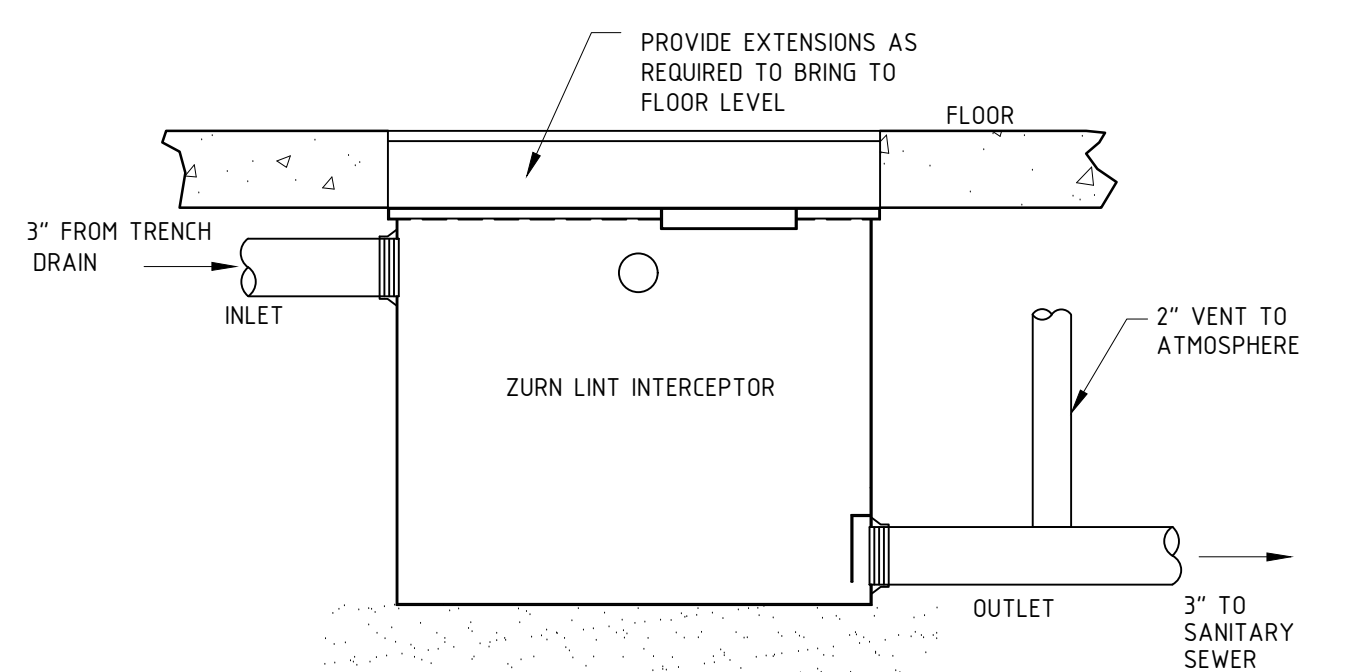 PROVIDE EXTENSIONS AS
REQUIRED TO BRING TO
FLOOR LEVEL
FLOOR
3" FROM TRENCH
DRAIN
INLET
2" VENT TO
ATMOSPHERE
ZURN LINT INTERCEPTOR
OUTLET
3" TO
SANITARY
SEWER